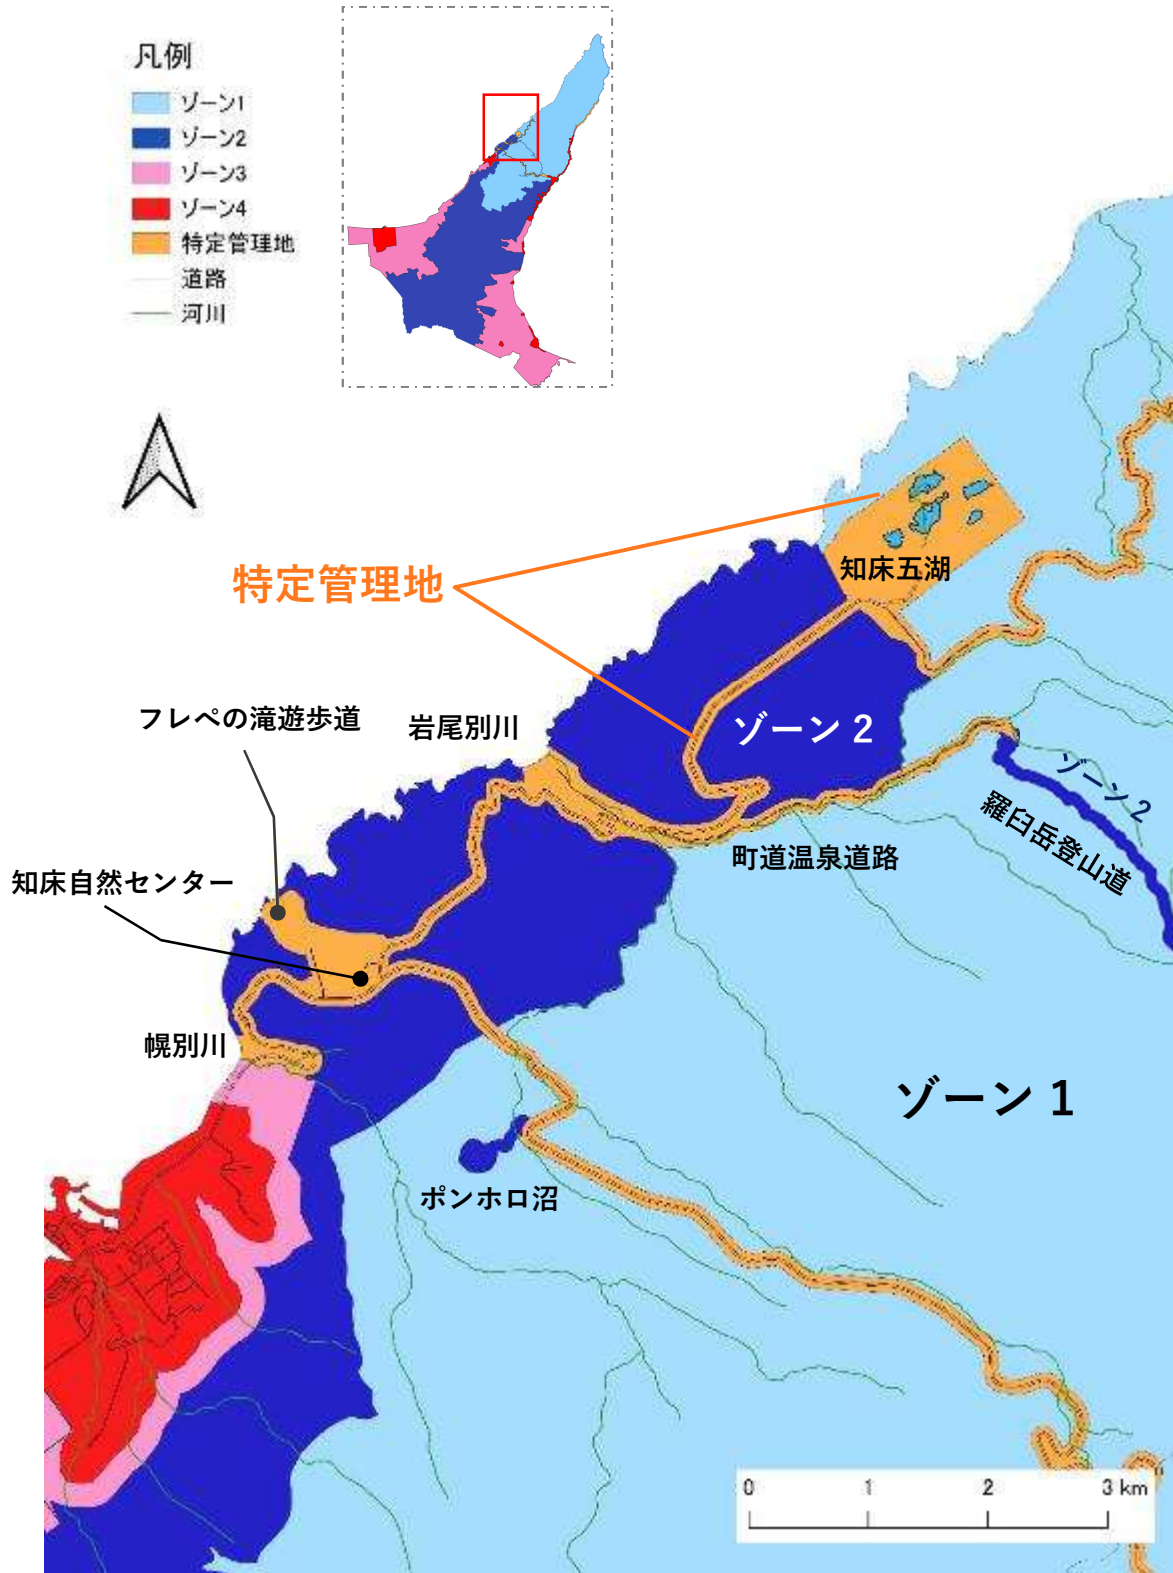 凡例
ゾーン1
ゾーン2
ゾーン3
ゾーン4
特定管理地
道路
河川
特定管理地
知床五湖
フレペの滝遊歩道
岩尾別川
ゾーン 2
ゾーン 2
羅臼岳登山道
町道温泉道路
知床自然センター
幌別川
ゾーン 1
ポンホロ沼
0 1 2 3 km